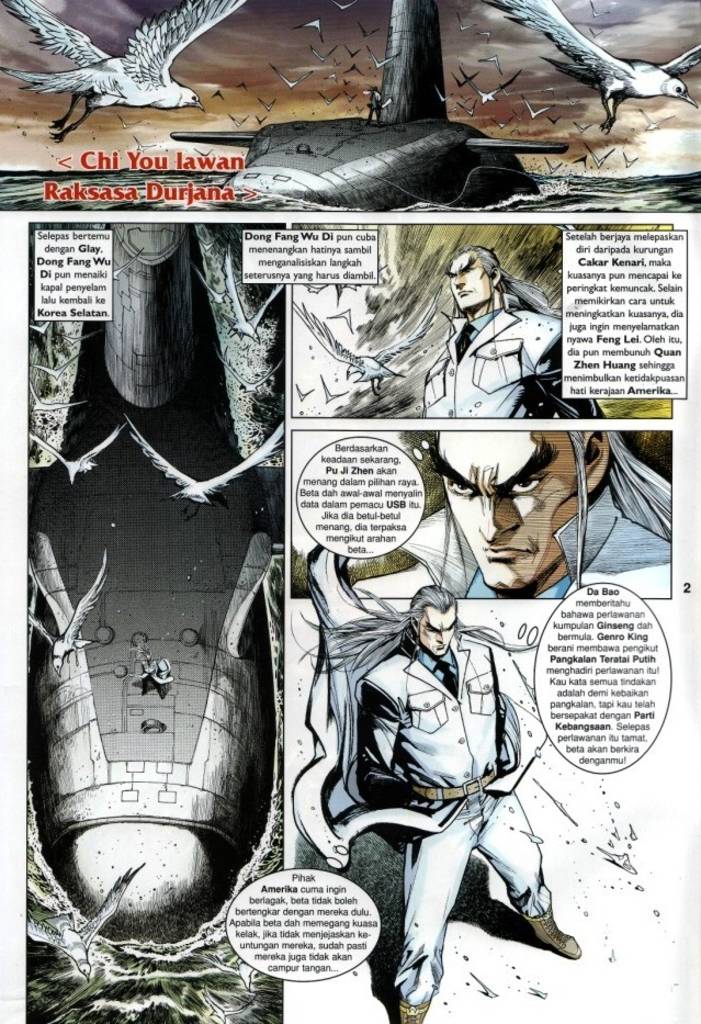 < Chi You lawan
Raksasa Durjana >
Selepas bertemu
dengan Glay,
Dong Fang Wu
Di pun menaiki
kapal penyelam
lalu kembali ke
Korea Selatan.
Dong Fang Wu Di pun cuba
menenangkan hatinya sambil
menganalisiskan langkah
seterusnya yang harus diambil.
Setelah berjaya melepaskan
diri daripada kurungan
Cakar Kenari, maka
kuasanya pun mencapai ke
peringkat kemuncak. Selain
memikirkan cara untuk
meningkatkan kuasanya, dia
juga ingin menyelamatkan
nyawa Feng Lei. Oleh itu,
dia pun membunuh Quan
Zhen Huang sehingga
menimbulkan ketidakpuasan
hati kerajaan Amerika...
Berdasarkan
keadaan sekarang,
Pu Ji Zhen akan
menang dalam pilihan raya.
Beta dah awal-awal menyalin
data dalam pemacu USB itu.
Jika dia betul-betul
menang, dia terpaksa
mengikut arahan
beta...
2
Da Bao
memberitahu
bahawa perlawanan
kumpulan Ginseng dah
bermula. Genro King
berani membawa pengikut
Pangkalan Teratai Putih
menghadiri perlawanan itu!
Kau kata semua tindakan
adalah demi kebaikan
pangkalan, tapi kau telah
bersepakat dengan Parti
Kebangsaan. Selepas
perlawanan itu tamat,
beta akan berkira
denganmu!
Pihak
Amerika cuma ingin
berlagak, beta tidak boleh
bertengkar dengan mereka dulu.
Apabila beta dah memegang kuasa
kelak, jika tidak menjejaskan ke-
untungan mereka, sudah pasti
mereka tidak akan
campur tangan...